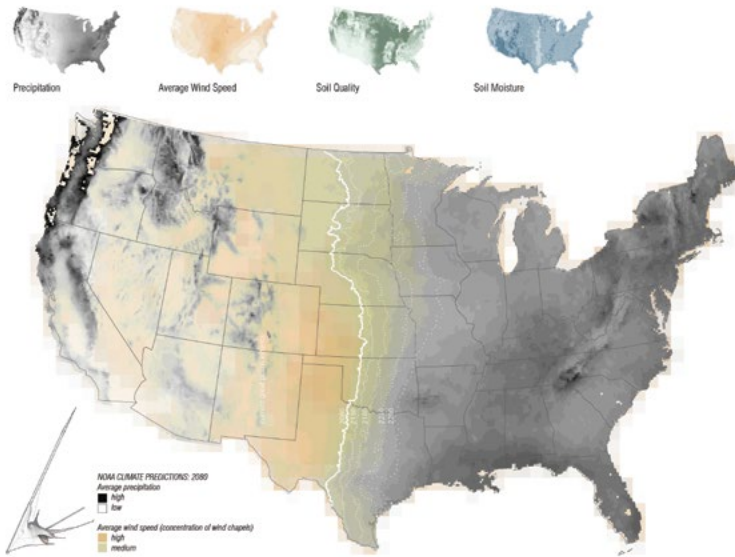 Precipitation
Average Wind Speed
Soil Quality
Soil Moisture
NOAA CLIMATE PREDICTIONS: 2080
Average precipitation
high
low
Average wind speed (concentration of wind chapels)
high
medium